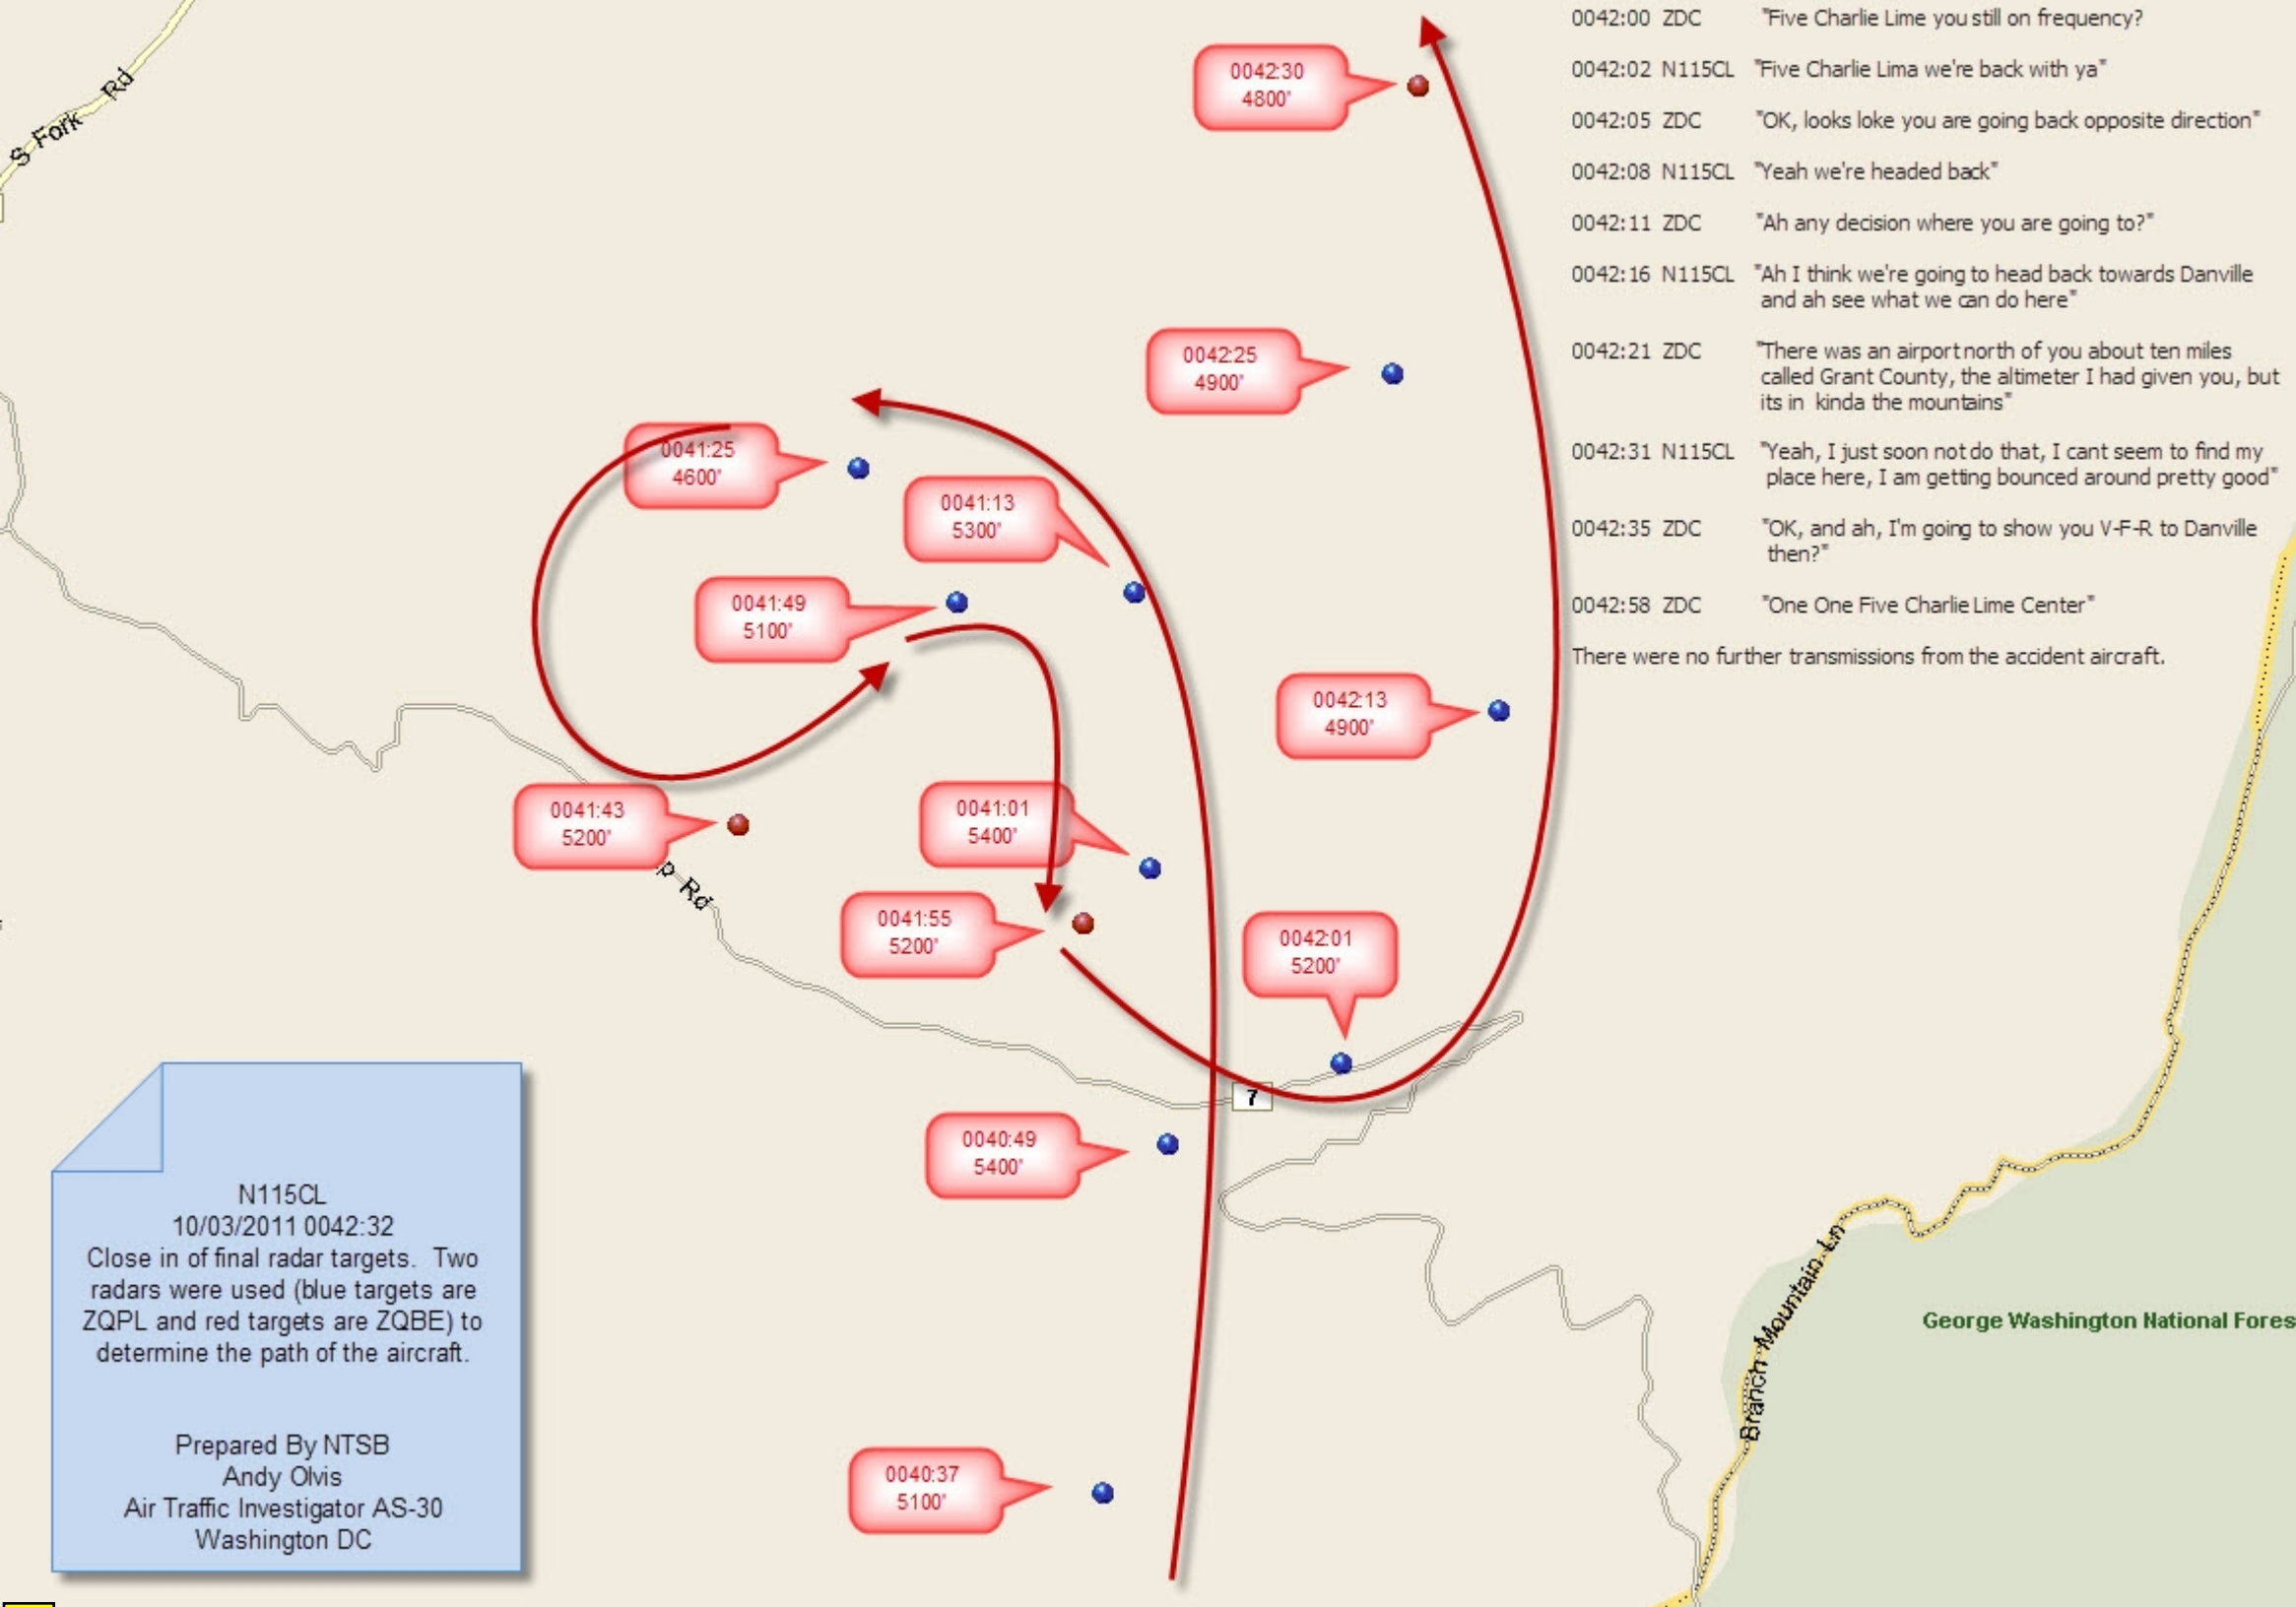 0042:00 ZDC "Five Charlie Lime you still on frequency?
0042:02 N115CL "Five Charlie Lima we're back with ya"
0042:05 ZDC "OK, looks loke you are going back opposite direction"
0042:08 N115CL "Yeah we're headed back"
0042:11 ZDC "Ah any decision where you are going to?"
0042:16 N115CL "Ah I think we're going to head back towards Danville
and ah see what we can do here"
0042:21 ZDC "There was an airport north of you about ten miles
called Grant County, the altimeter I had given you, but
its in kinda the mountains"
0042:31 N115CL "Yeah, I just soon not do that, I cant seem to find my
place here, I am getting bounced around pretty good"
0042:35 ZDC "OK, and ah, I'm going to show you V-F-R to Danville
then?"
0042:58 ZDC "One One Five Charlie Lime Center"
There were no further transmissions from the accident aircraft.
S Fork Rd
0042:30
4800'
0042:25
4900'
0041:25
4600'
0041:13
5300'
0041:49
5100'
0042:13
4900'
0041:43
5200'
0041:01
5400'
p Rd
0041:55
5200'
0042:01
5200'
7
0040:49
5400'
0040:37
5100'
Branch Mountain Ln
George Washington National Fores
N115CL
10/03/2011 0042:32
Close in of final radar targets. Two
radars were used (blue targets are
ZQPL and red targets are ZQBE) to
determine the path of the aircraft.
Prepared By NTSB
Andy Olvis
Air Traffic Investigator AS-30
Washington DC